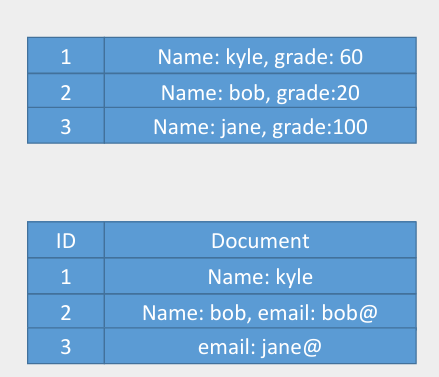 1 Name: kyle, grade: 60
2 Name: bob, grade:20
3 Name: jane, grade:100
ID Document
1 Name: kyle
2 Name: bob, email: bob@
3 email: jane@